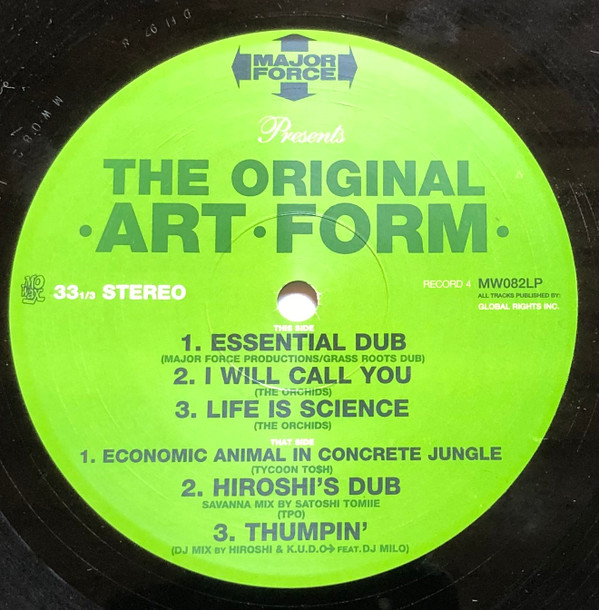 MAJOR
FORCE
Presents
THE ORIGINAL
·ART·FORM·
MO
WAX
33 1/3 STEREO
RECORD 4 MW082LP
ALL TRACKS PUBLISHED BY:
GLOBAL RIGHTS INC.
THIS SIDE
1. ESSENTIAL DUB
(MAJOR FORCE PRODUCTIONS/GRASS ROOTS DUB)
2. I WILL CALL YOU
(THE ORCHIDS)
3. LIFE IS SCIENCE
(THE ORCHIDS)
THAT SIDE
1. ECONOMIC ANIMAL IN CONCRETE JUNGLE
(TYCOON TO$H)
2. HIROSHI'S DUB
SAVANNA MIX BY SATOSHI TOMIIE
(TPO)
3. THUMPIN'
(DJ MIX BY HIROSHI & K.U.D.O→ FEAT. DJ MILO)